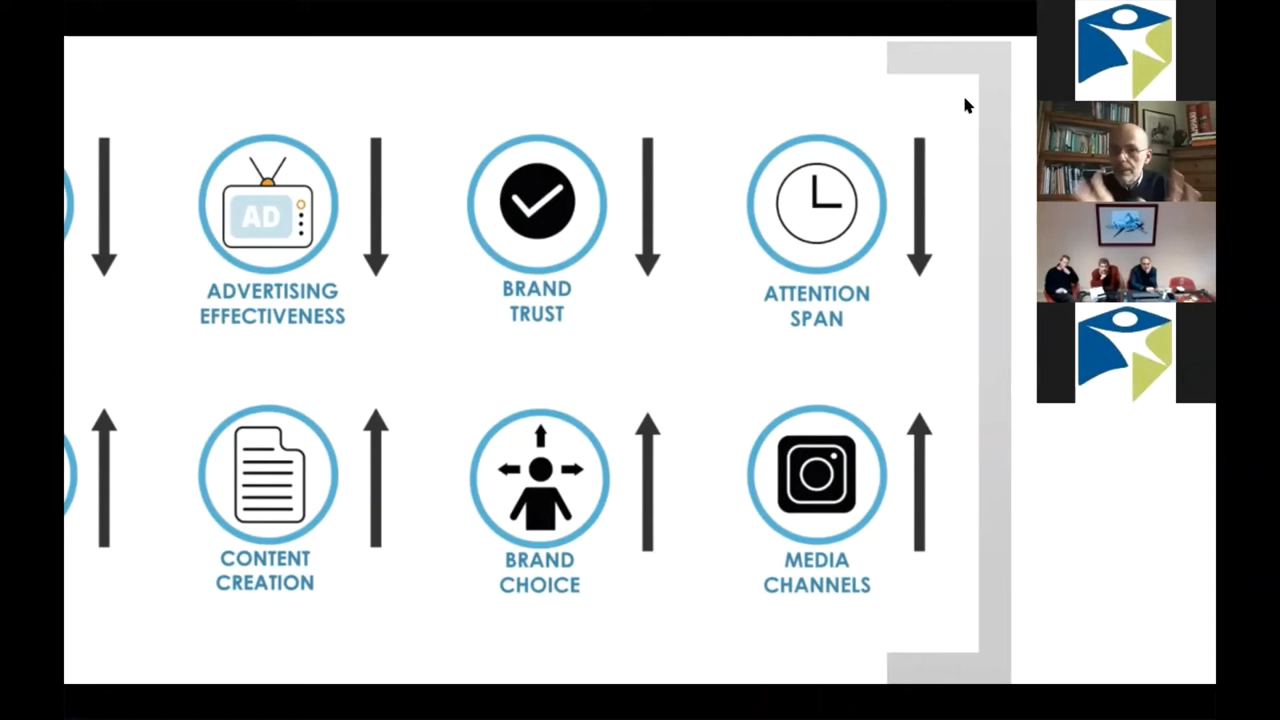 AD
ADVERTISING
EFFECTIVENESS
BRAND
TRUST
ATTENTION
SPAN
CONTENT
CREATION
BRAND
CHOICE
MEDIA
CHANNELS